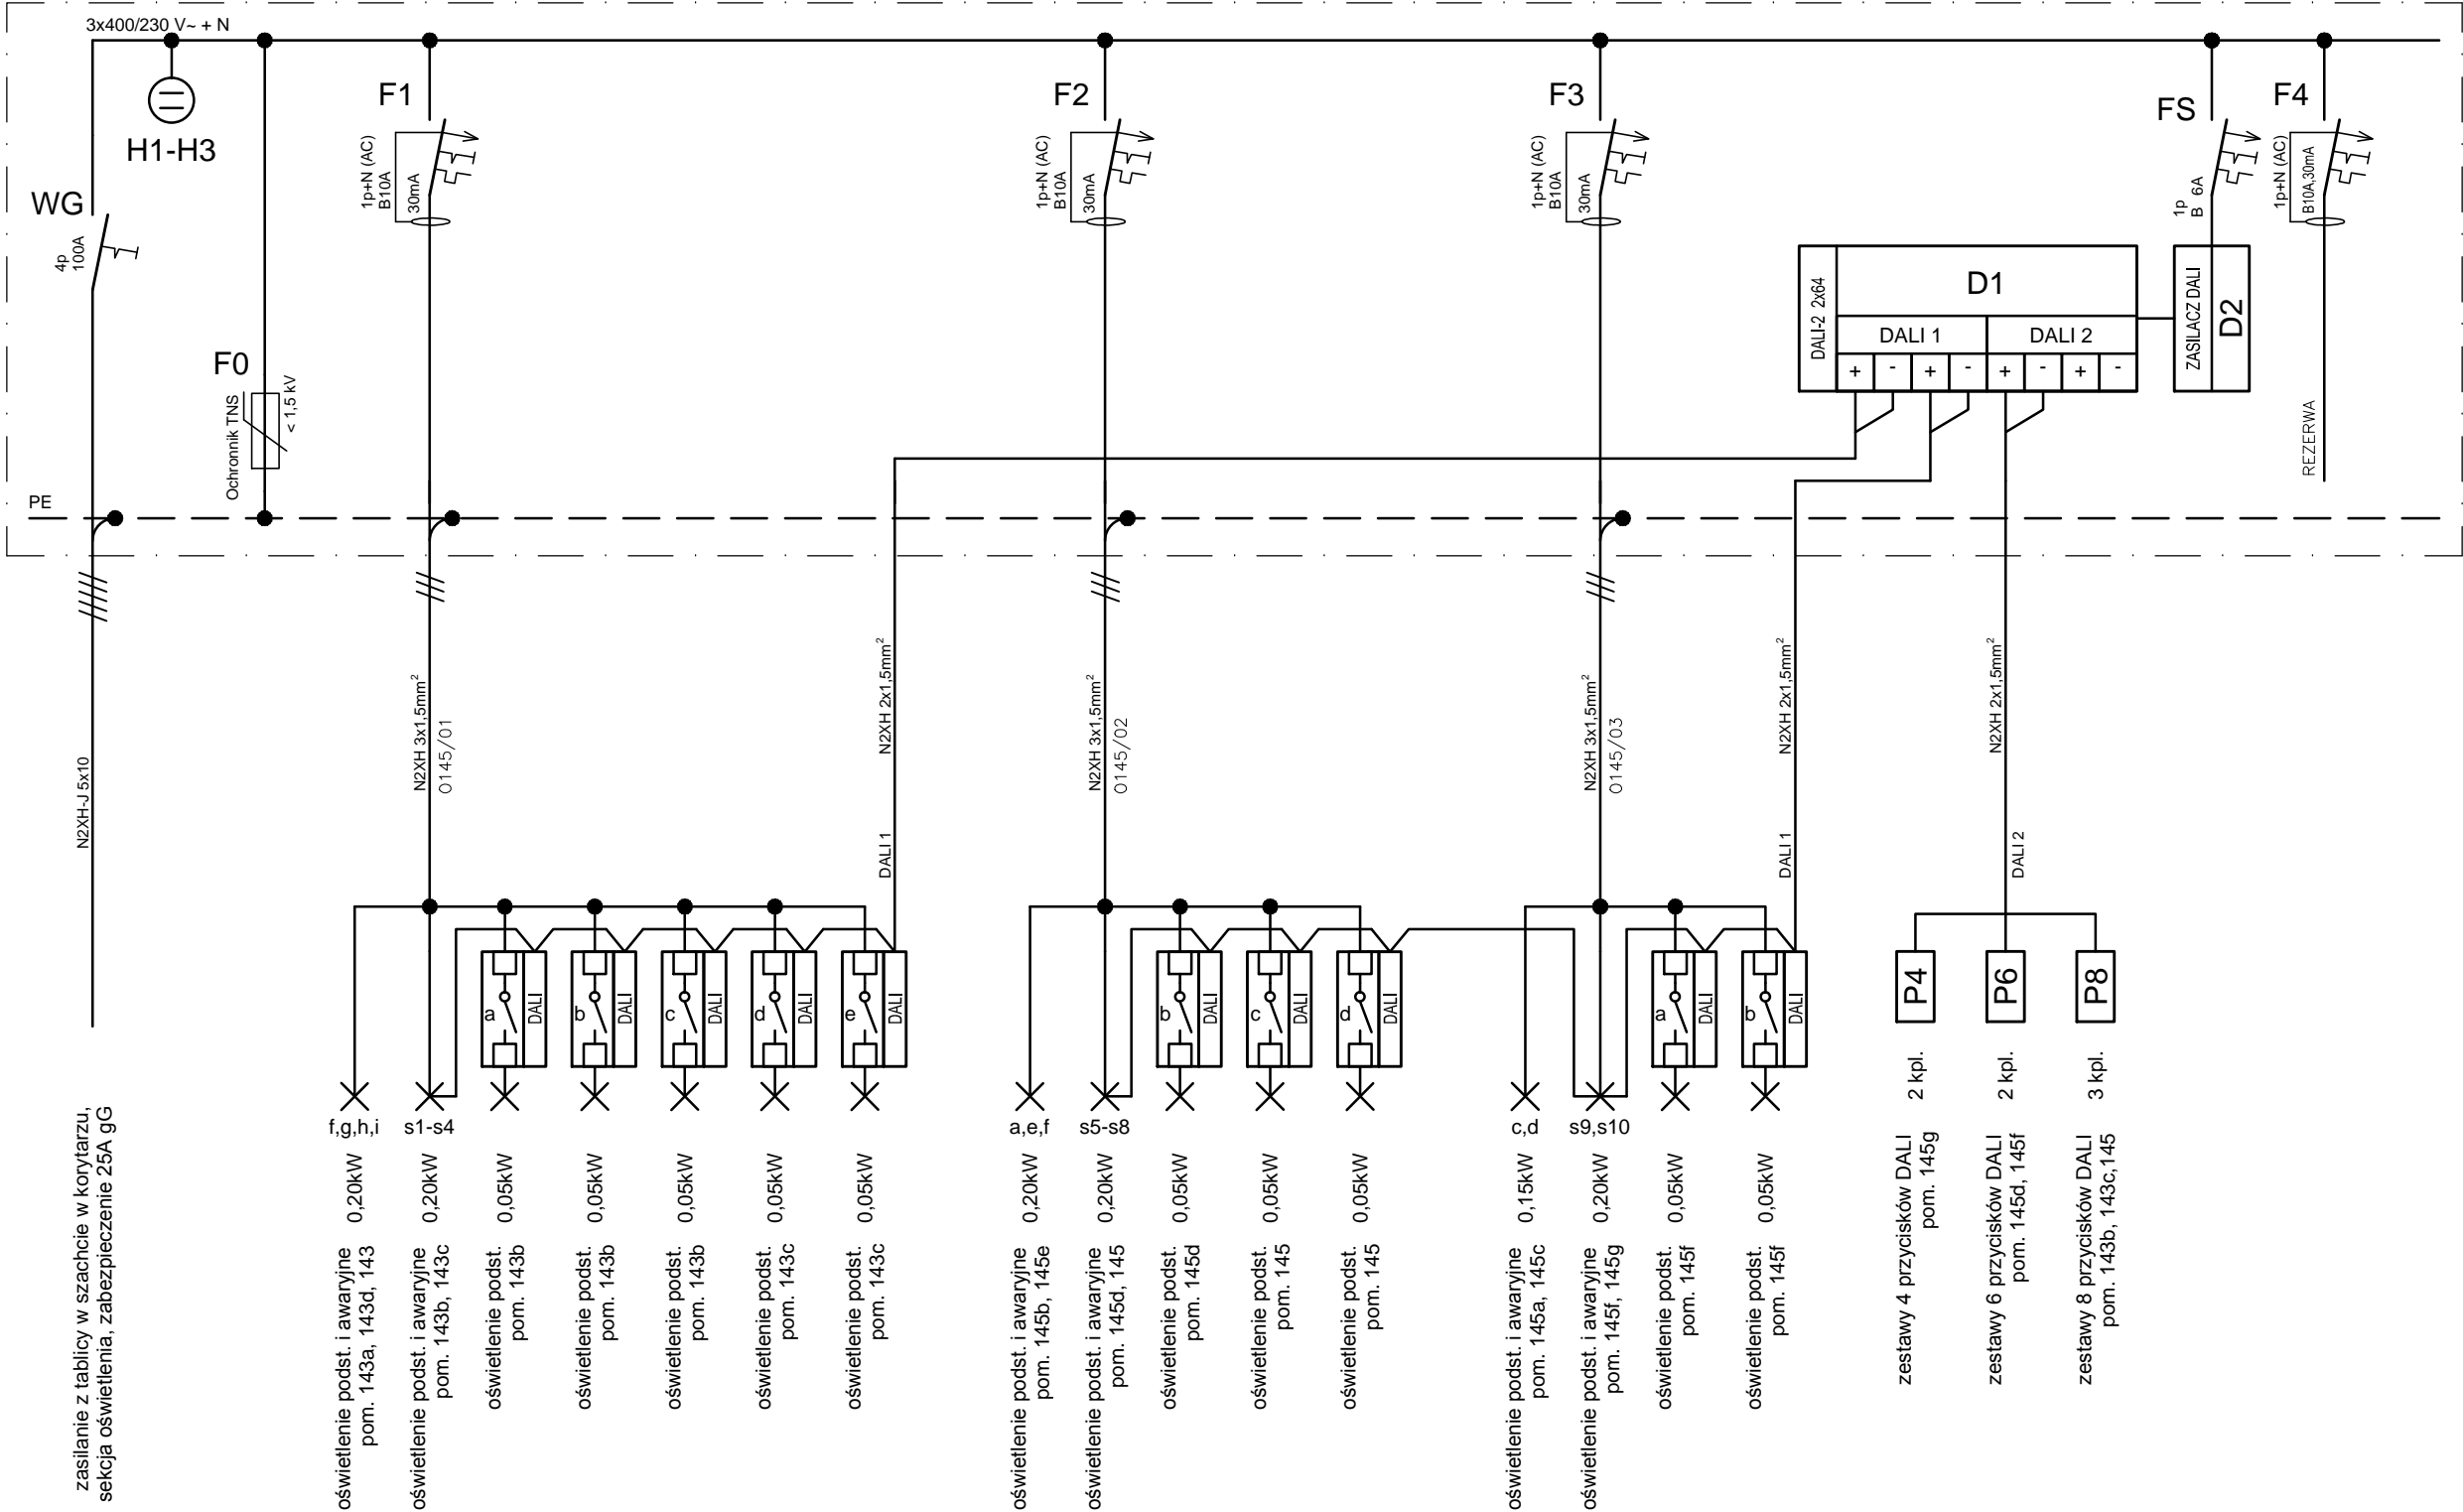 3x400/230 V~ + N
H1-H3
WG
4p
100A
F0
Ochronnik TNS
< 1,5 kV
PE
F1
1p+N (AC)
B10A
30mA
F2
1p+N (AC)
B10A
30mA
F3
1p+N (AC)
B10A
30mA
FS
1p
B 6A
F4
1p+N (AC)
B10A,30mA
REZERWA
DALI-2 2x64
D1
DALI 1
DALI 2
+ - + - + - + -
ZASILACZ DALI
D2
N2XH-J 5x10
N2XH 3x1,5mm²
0145/01
N2XH 2x1,5mm²
DALI 1
N2XH 3x1,5mm²
0145/02
N2XH 3x1,5mm²
0145/03
N2XH 2x1,5mm²
DALI 1
N2XH 2x1,5mm²
DALI 2
a
DALI
b
DALI
c
DALI
d
DALI
e
DALI
b
DALI
c
DALI
d
DALI
a
DALI
b
DALI
P4
P6
P8
zasilanie z tablicy w szachcie w korytarzu,
sekcja oświetlenia, zabezpieczenie 25A gG
f,g,h,i
0,20kW
oświetlenie podst. i awaryjne
pom. 143a, 143d, 143
s1-s4
0,20kW
oświetlenie podst. i awaryjne
pom. 143b, 143c
0,05kW
oświetlenie podst.
pom. 143b
0,05kW
oświetlenie podst.
pom. 143b
0,05kW
oświetlenie podst.
pom. 143b
0,05kW
oświetlenie podst.
pom. 143c
0,05kW
oświetlenie podst.
pom. 143c
a,e,f
0,20kW
oświetlenie podst. i awaryjne
pom. 145b, 145e
s5-s8
0,20kW
oświetlenie podst. i awaryjne
pom. 145d, 145
0,05kW
oświetlenie podst.
pom. 145d
0,05kW
oświetlenie podst.
pom. 145
0,05kW
oświetlenie podst.
pom. 145
c,d
0,15kW
oświetlenie podst. i awaryjne
pom. 145a, 145c
s9,s10
0,20kW
oświetlenie podst. i awaryjne
pom. 145f, 145g
0,05kW
oświetlenie podst.
pom. 145f
0,05kW
oświetlenie podst.
pom. 145f
2 kpl.
zestawy 4 przycisków DALI
pom. 145g
2 kpl.
zestawy 6 przycisków DALI
pom. 145d, 145f
3 kpl.
zestawy 8 przycisków DALI
pom. 143b, 143c,145